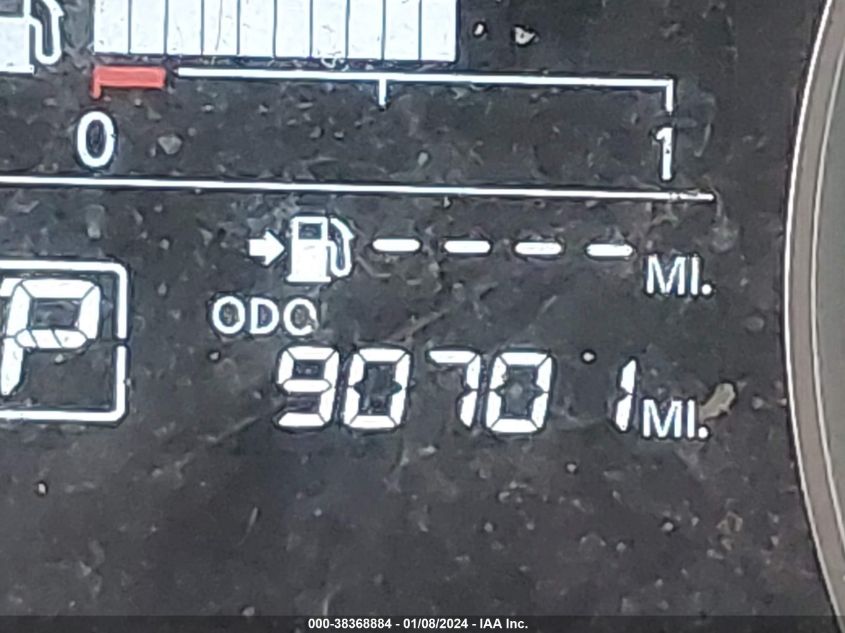 0 1
---- MI.
P
ODO
90701 MI.
000-38368884 - 01/08/2024 - IAA Inc.